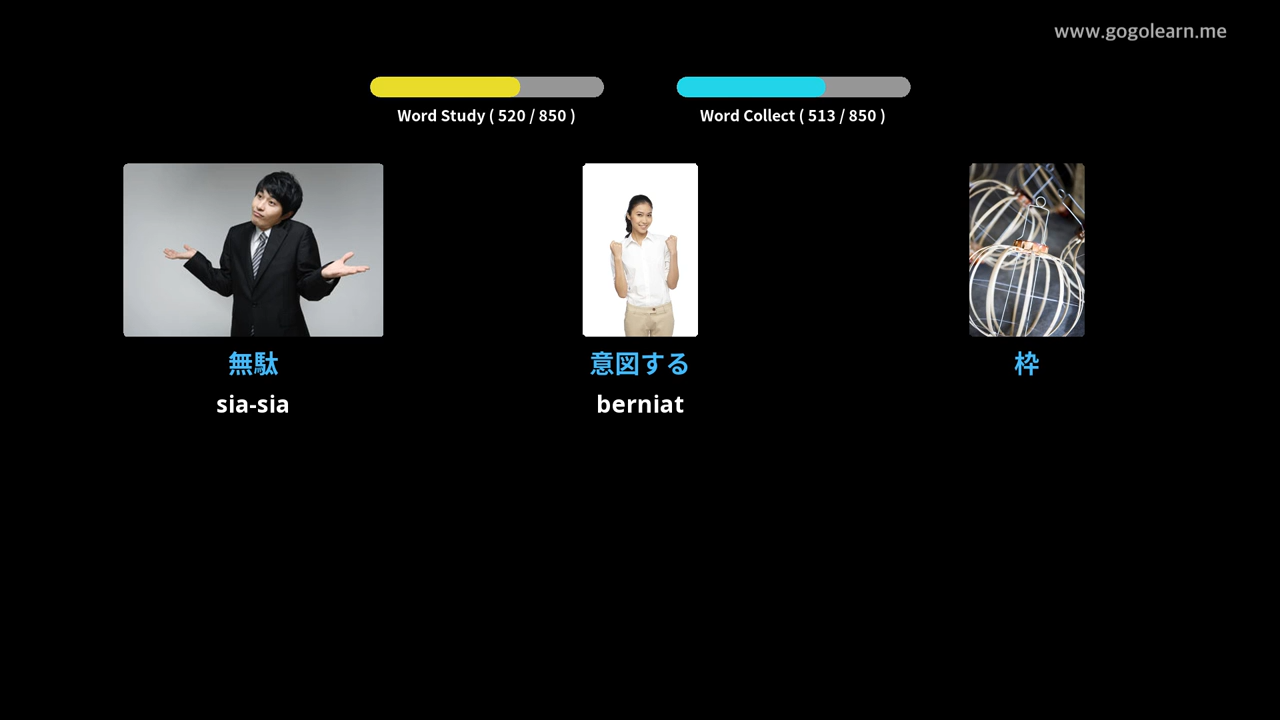 www.gogolearn.me
Word Study ( 520 / 850 )
Word Collect ( 513 / 850 )
無駄
sia-sia
意図する
berniat
枠